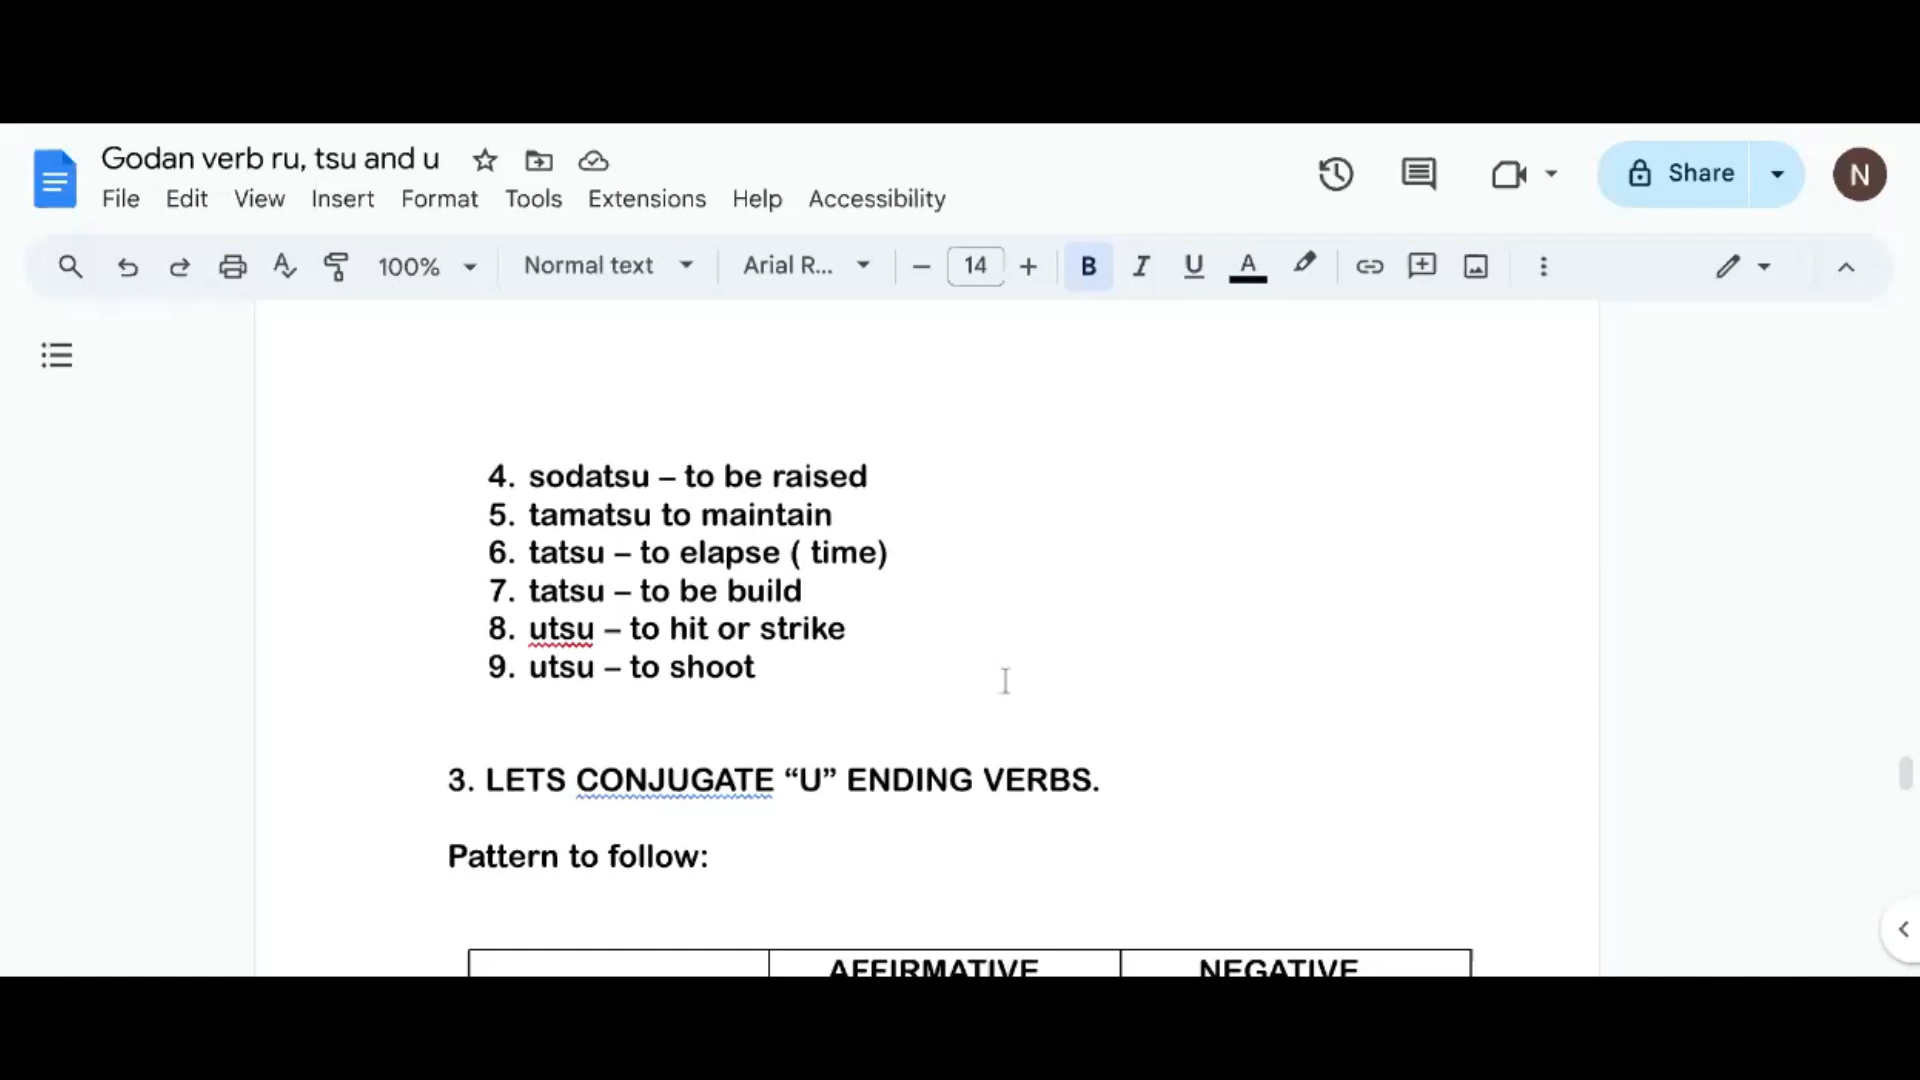 Godan verb ru, tsu and u
File Edit View Insert Format Tools Extensions Help Accessibility
Share
N
100% Normal text Arial R... 14 B I U A
4. sodatsu – to be raised
5. tamatsu to maintain
6. tatsu – to elapse ( time)
7. tatsu – to be build
8. utsu – to hit or strike
9. utsu – to shoot
3. LETS CONJUGATE “U” ENDING VERBS.
Pattern to follow:
AFFIRMATIVE NEGATIVE